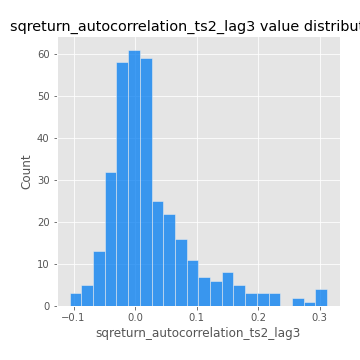 sqreturn_autocorrelation_ts2_lag3 value distribut
60
50
40
30
20
10
0
Count
−0.1 0.0 0.1 0.2 0.3
sqreturn_autocorrelation_ts2_lag3